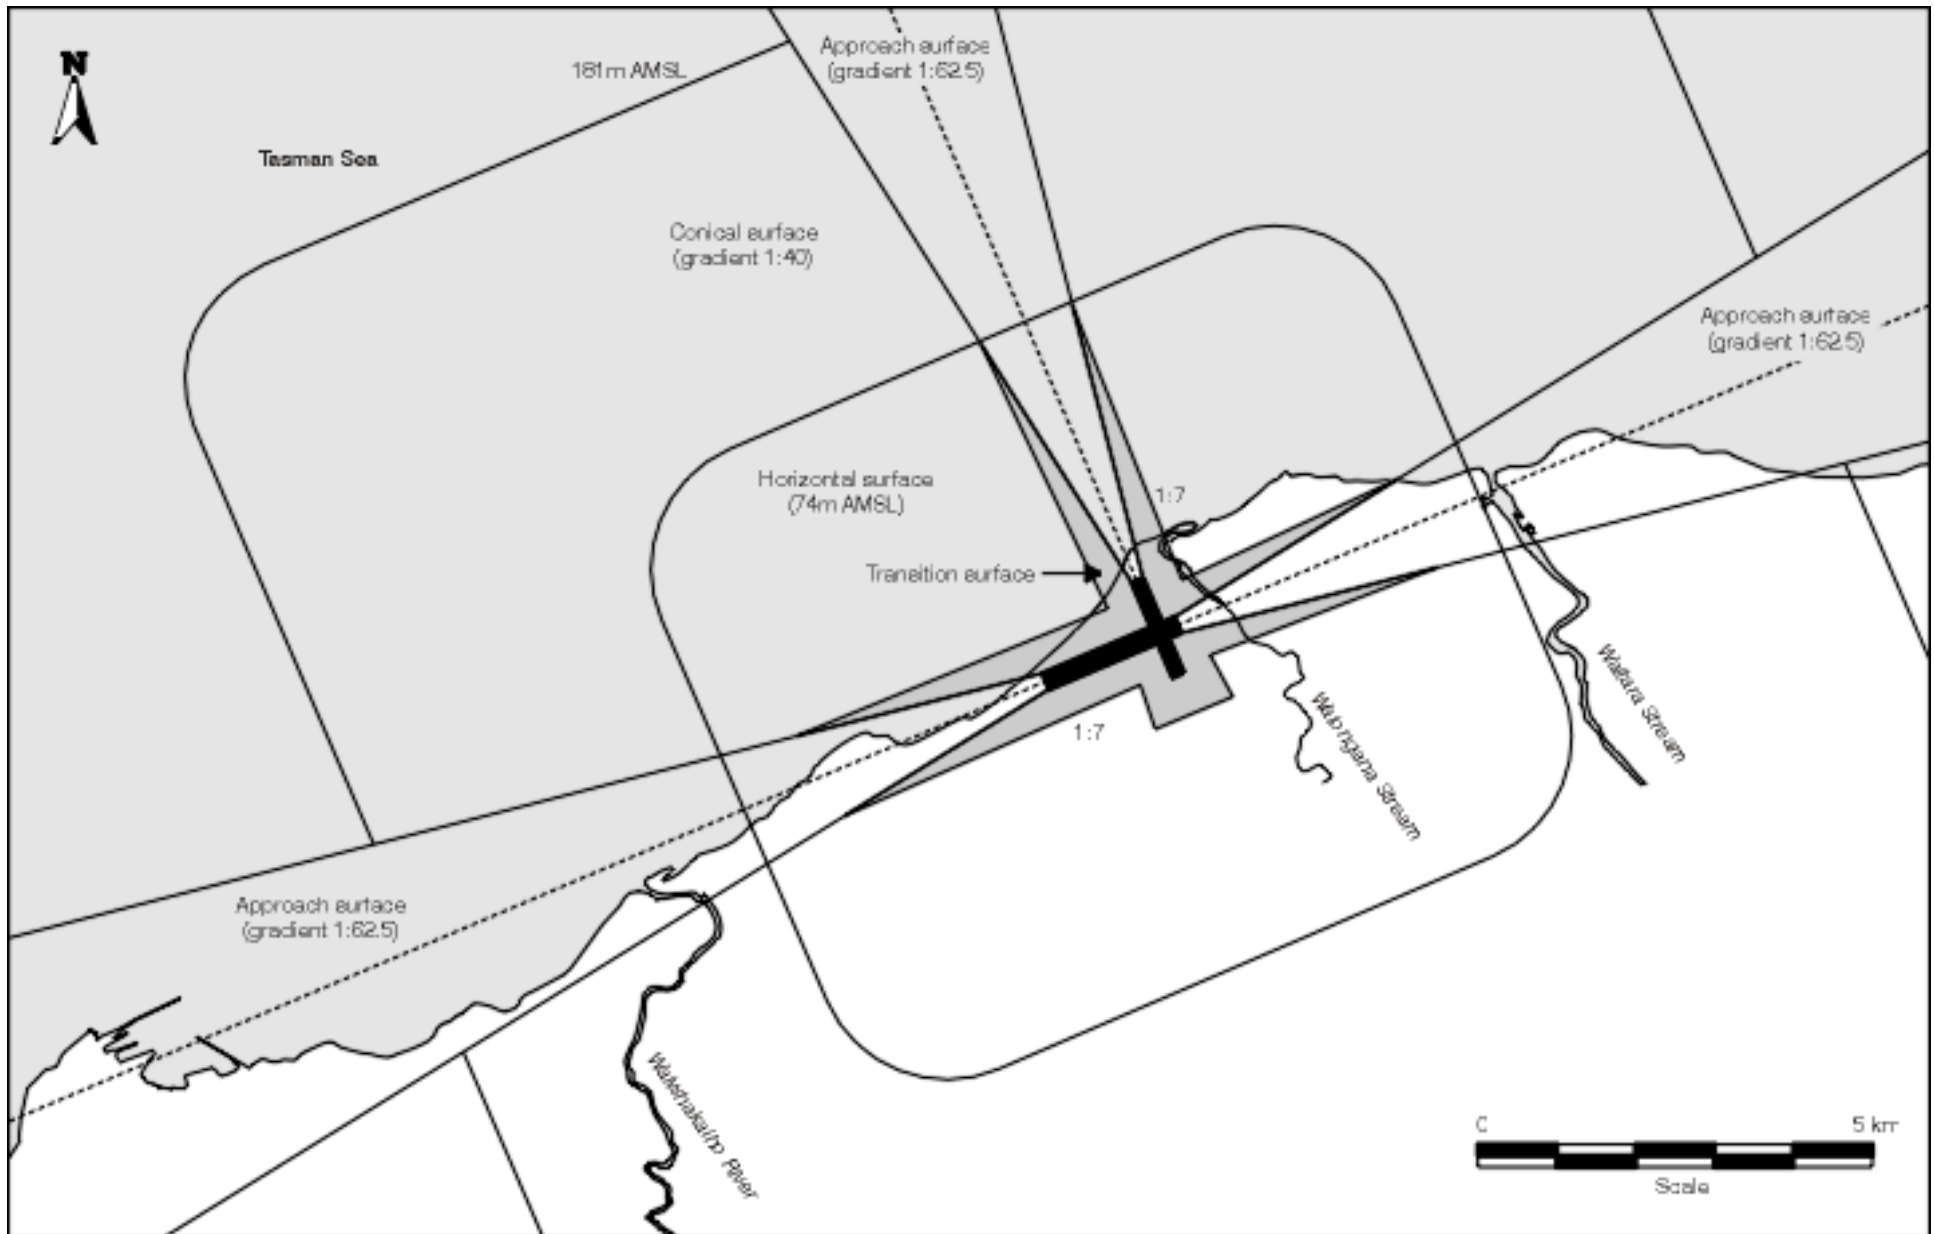 N
181m AMSL
Approach surface
(gradient 1:62.5)
Tasman Sea
Conical surface
(gradient 1:40)
Approach surface
(gradient 1:62.5)
Horizontal surface
(74m AMSL)
1:7
Transition surface
1:7
Waitara Stream
Waiongana Stream
Approach surface
(gradient 1:62.5)
River
0
5 km
Scale